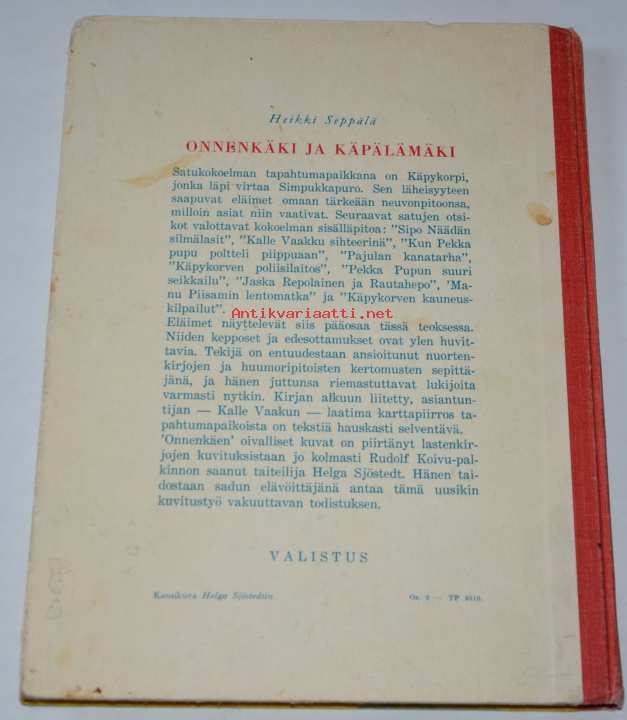 Heikki Seppälä
ONNENKÄKI JA KÄPÄLÄMÄKI
Satukokoelman tapahtumapaikkana on Käpykorpi,
jonka läpi virtaa Simpukkapuro. Sen läheisyyteen
saapuvat eläimet omaan tärkeään neuvonpitoonsa,
milloin asiat niin vaativat. Seuraavat satujen otsi-
kot valottavat kokoelman sisälläpitoa: "Sipo Näädän
silmälasit", "Kalle Vaakku sihteerinä", "Kun Pekka
pupu poltteli piippuaan", "Pajulan kanatarha",
"Käpykorven poliisilaitos", "Pekka Pupun suuri
seikkailu", "Jaska Repolainen ja Rautahepo", 'Ma-
nu Piisamin lentomatka" ja "Käpykorven kauneus-
kilpailut".
Antikvariaatti.net
Eläimet näyttelevät siis pääosaa tässä teoksessa.
Niiden kepposet ja edesottamukset ovat ylen huvit-
tavia. Tekijä on entuudestaan ansioitunut nuorten-
kirjojen ja huumoripitoisten kertomusten sepittä-
jänä, ja hänen juttunsa riemastuttavat lukijoita
varmasti nytkin. Kirjan alkuun liitetty, asiantun-
tijan — Kalle Vaakun — laatima karttapiirros ta-
pahtumapaikoista on tekstiä hauskasti selventävä.
'Onnenkäen' oivalliset kuvat on piirtänyt lastenkir-
jojen kuvituksistaan jo kolmasti Rudolf Koivu-pal-
kinnon saanut taiteilija Helga Sjöstedt. Hänen tai-
dostaan sadun elävöittäjänä antaa tämä uusikin
kuvitustyö vakuuttavan todistuksen.
VALISTUS
Kansikuva Helga Sjöstedtin
Os. 2 — TP